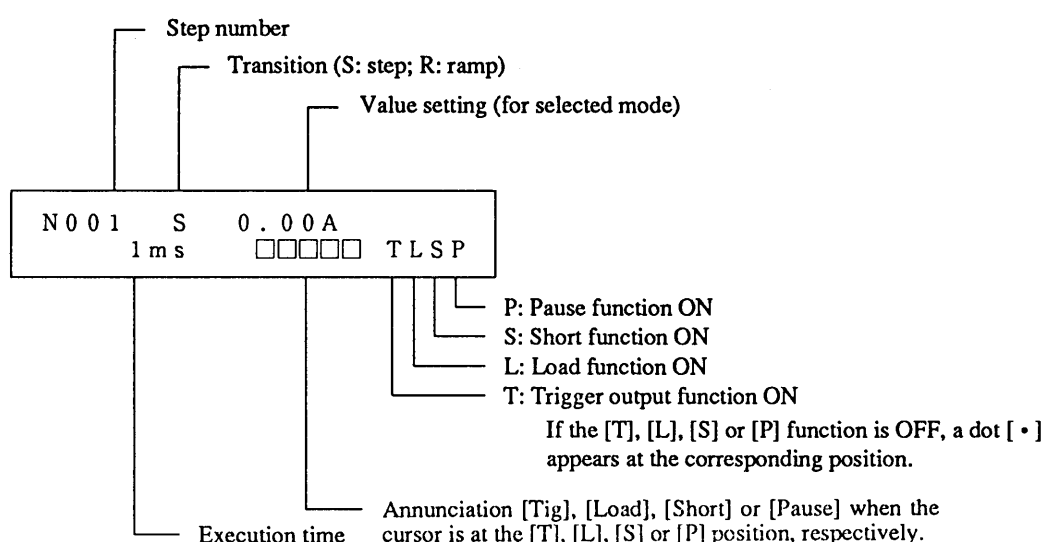 Step number
Transition (S: step; R: ramp)
Value setting (for selected mode)
N001 S 0.00A
1ms □□□□□ TLSP
P: Pause function ON
S: Short function ON
L: Load function ON
T: Trigger output function ON
If the [T], [L], [S] or [P] function is OFF, a dot [ • ]
appears at the corresponding position.
Annunciation [Tig], [Load], [Short] or [Pause] when the
Execution time cursor is at the [T], [L], [S] or [P] position, respectively.